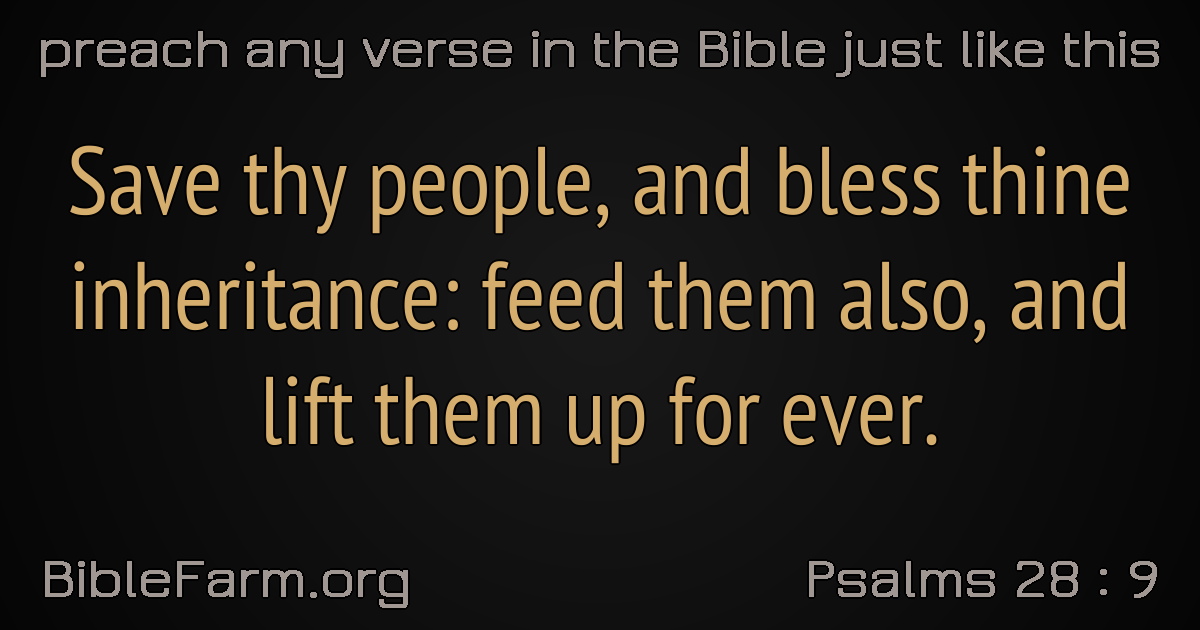 preach any verse in the Bible just like this
Save thy people, and bless thine
inheritance: feed them also, and
lift them up for ever.
BibleFarm.org
Psalms 28 : 9